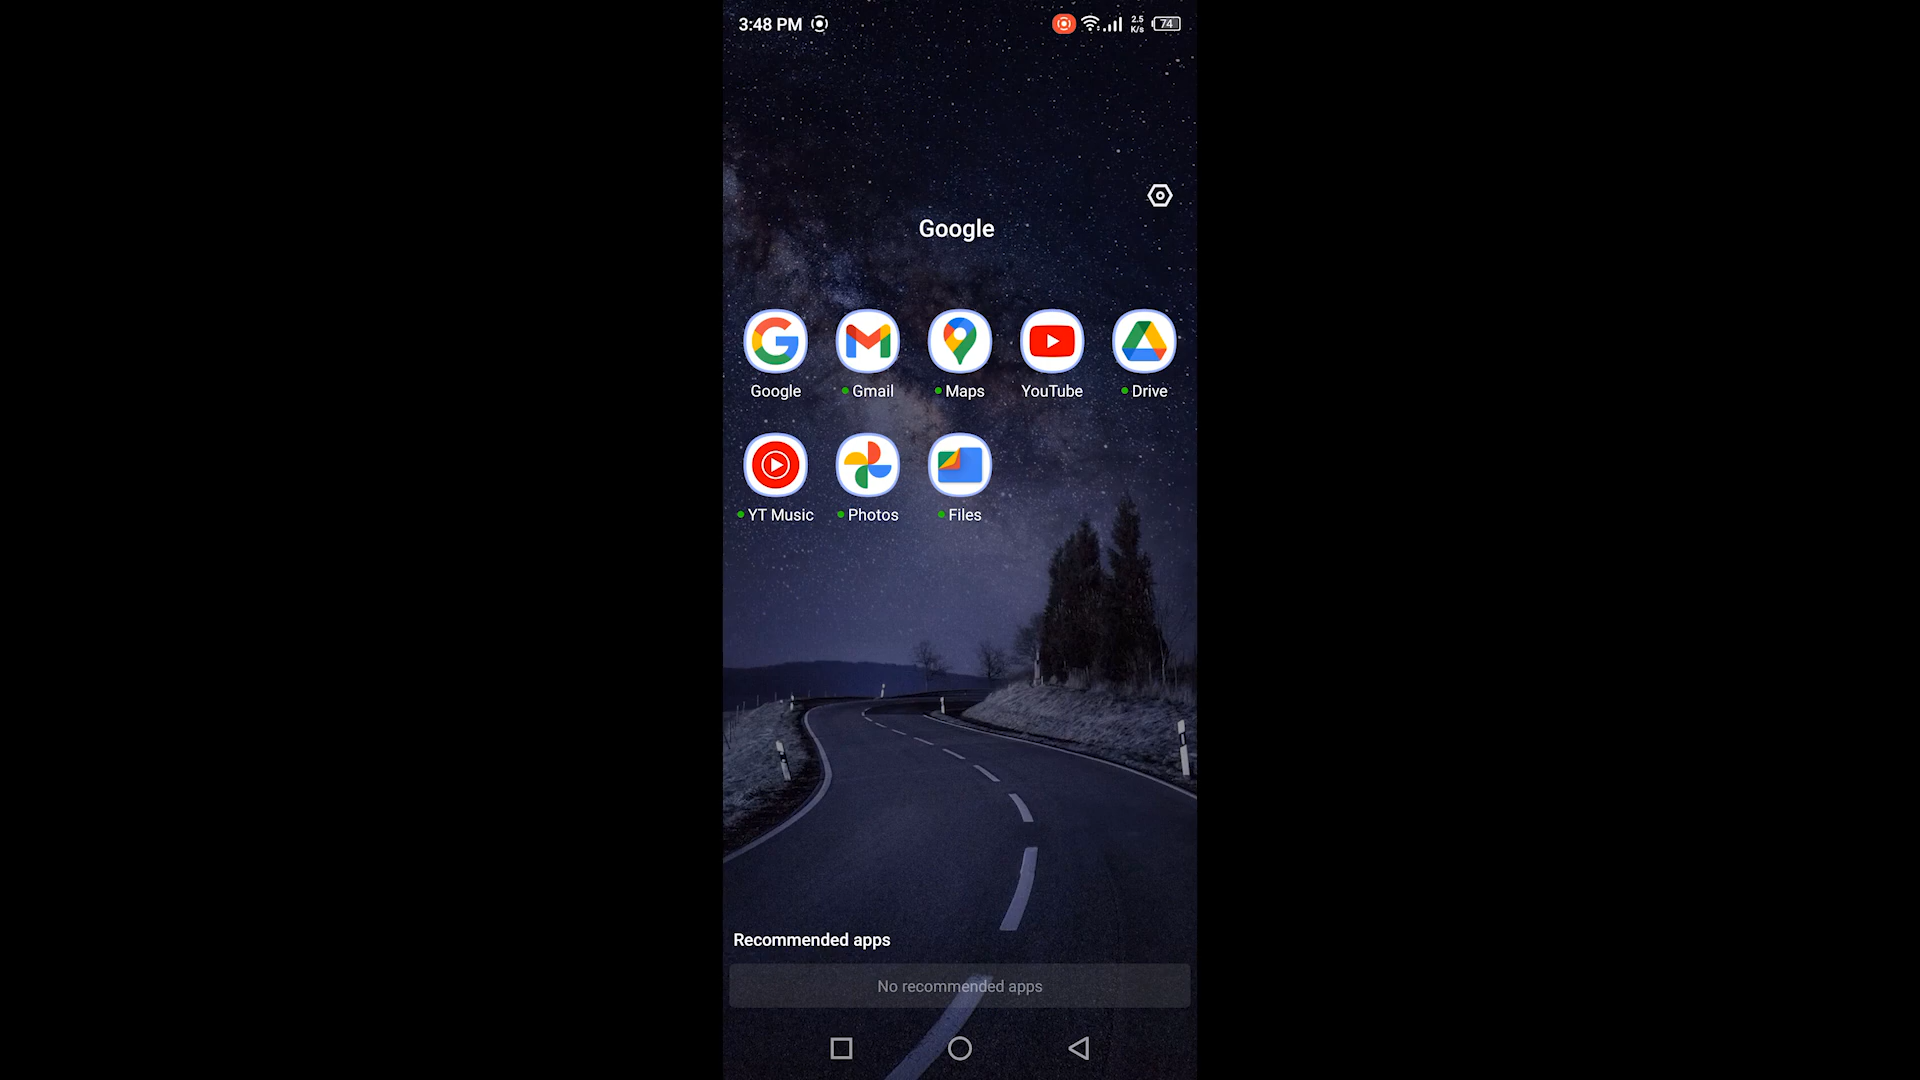 3:48 PM
2.5
K/s
74
Google
Google
Gmail
Maps
YouTube
Drive
YT Music
Photos
Files
Recommended apps
No recommended apps